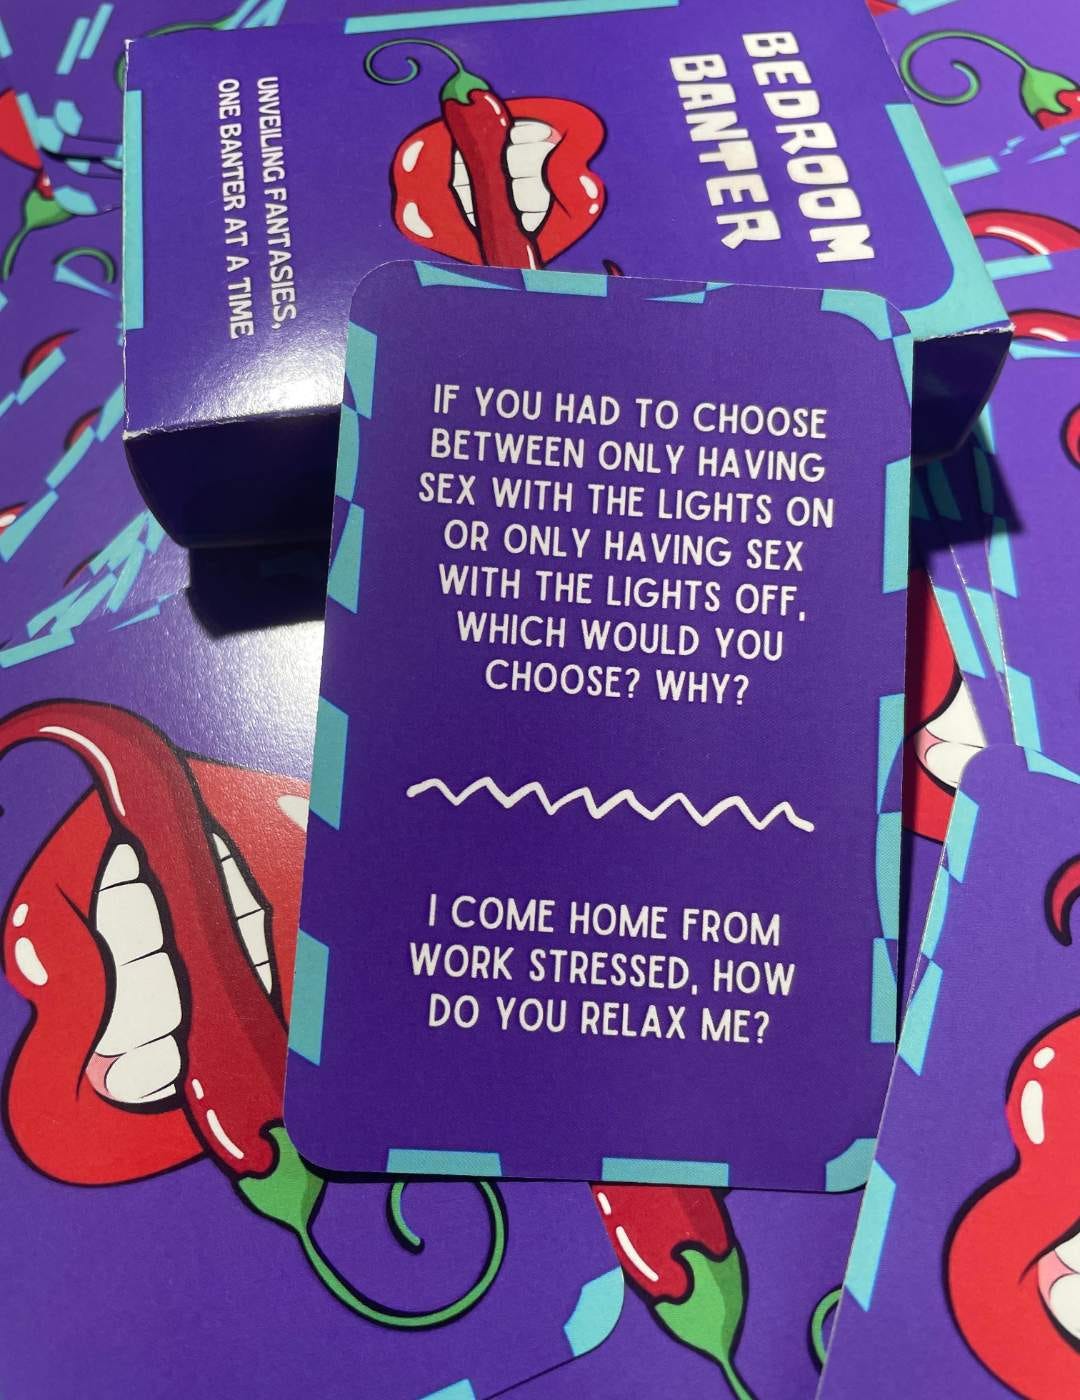 BEDROOM
BANTER
UNVEILING FANTASIES,
ONE BANTER AT A TIME
IF YOU HAD TO CHOOSE
BETWEEN ONLY HAVING
SEX WITH THE LIGHTS ON
OR ONLY HAVING SEX
WITH THE LIGHTS OFF,
WHICH WOULD YOU
CHOOSE? WHY?
I COME HOME FROM
WORK STRESSED, HOW
DO YOU RELAX ME?